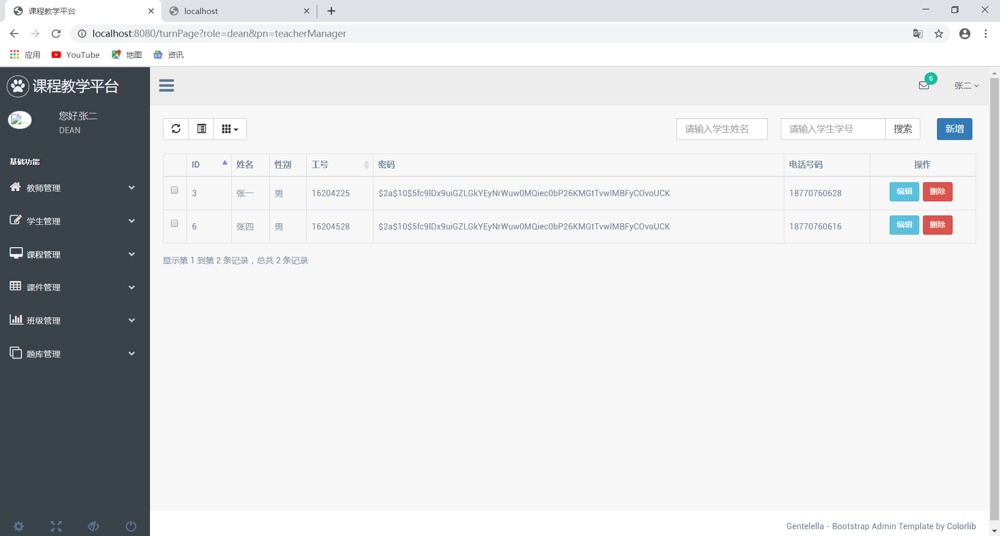 课程教学平台
localhost
localhost:8080/turnPage?role=dean&pn=teacherManager
应用 YouTube 地图 资讯
课程教学平台
6
张二
您好,张二
DEAN
请输入学生姓名 请输入学生学号 搜索 新增
基础功能
教师管理
学生管理
课程管理
课件管理
班级管理
题库管理
ID 姓名 性别 工号 密码 电话号码 操作
3 张一 男 16204225 $2a$10$5fc9lDx9uiGZLGkYEyNrWuw0MQiec0bP26KMGtTvwIMBFyCOvoUCK 18770760628 编辑 删除
6 张四 男 16204528 $2a$10$5fc9lDx9uiGZLGkYEyNrWuw0MQiec0bP26KMGtTvwIMBFyCOvoUCK 18770760616 编辑 删除
显示第 1 到第 2 条记录，总共 2 条记录
Gentelella - Bootstrap Admin Template by Colorlib